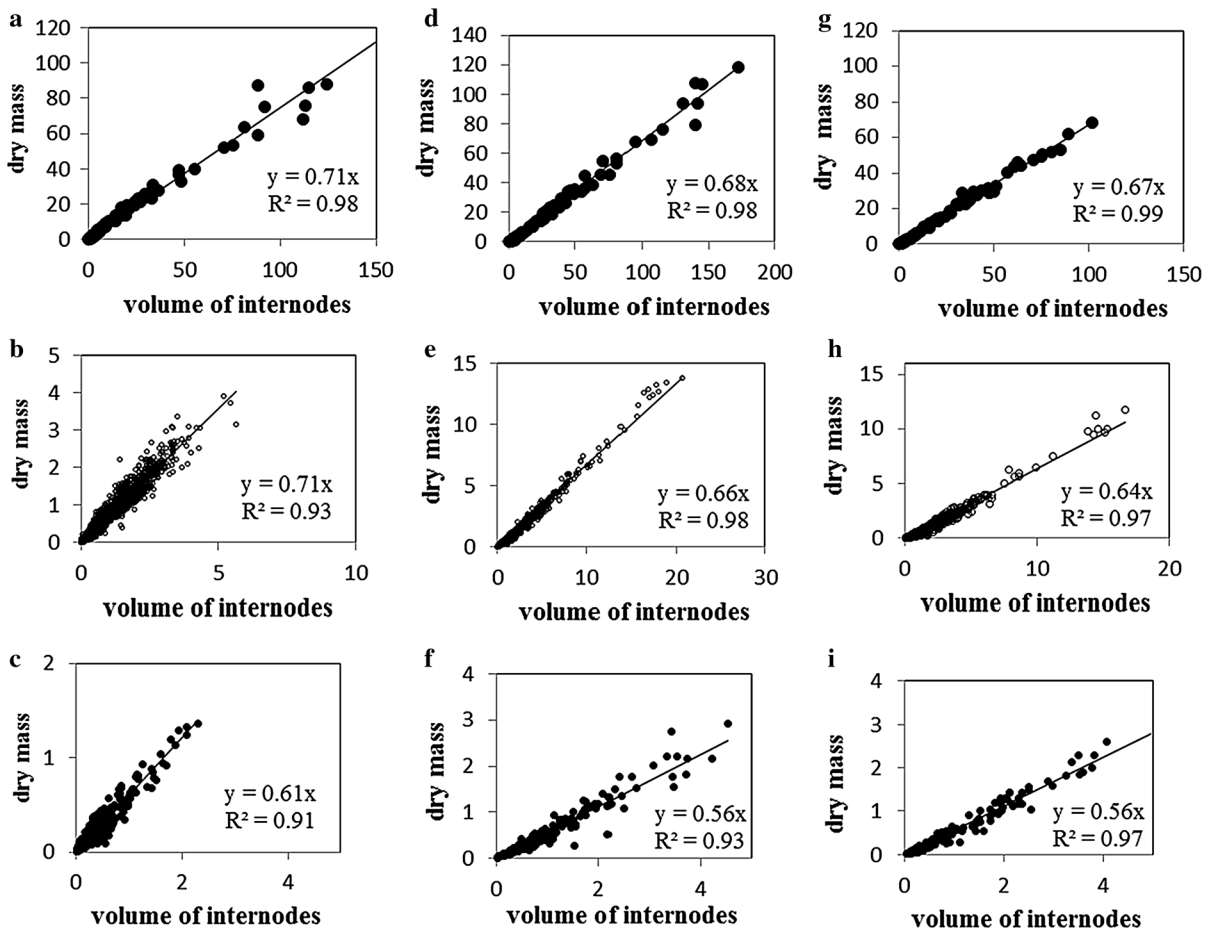 a
120
100
80
60
40
20
0
dry mass
y = 0.71x
R² = 0.98
0 50 100 150
volume of internodes
d
140
120
100
80
60
40
20
0
dry mass
y = 0.68x
R² = 0.98
0 50 100 150 200
volume of internodes
g
120
100
80
60
40
20
0
dry mass
y = 0.67x
R² = 0.99
0 50 100 150
volume of internodes
b
5
4
3
2
1
0
dry mass
y = 0.71x
R² = 0.93
0 5 10
volume of internodes
e
15
10
5
0
dry mass
y = 0.66x
R² = 0.98
0 10 20 30
volume of internodes
h
15
10
5
0
dry mass
y = 0.64x
R² = 0.97
0 10 20
volume of internodes
c
2
1
0
dry mass
y = 0.61x
R² = 0.91
0 2 4
volume of internodes
f
4
3
2
1
0
dry mass
y = 0.56x
R² = 0.93
0 2 4
volume of internodes
i
4
3
2
1
0
dry mass
y = 0.56x
R² = 0.97
0 2 4
volume of internodes